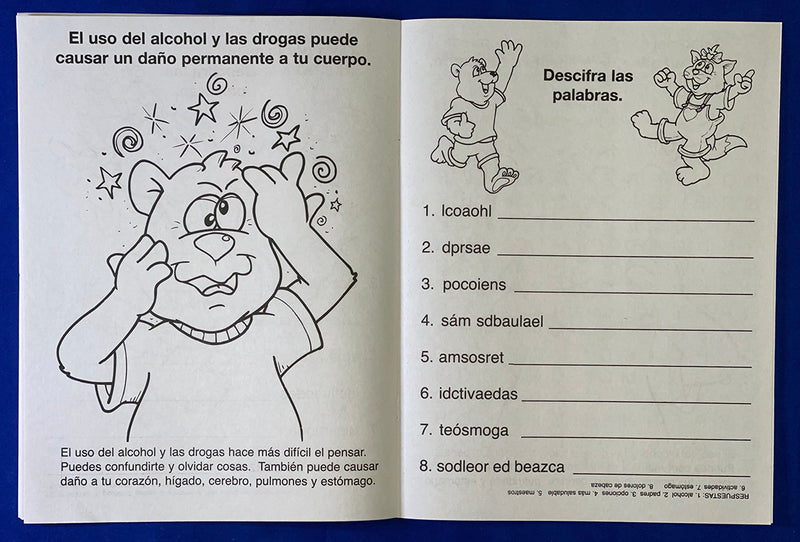 El uso del alcohol y las drogas puede
causar un daño permanente a tu cuerpo.
El uso del alcohol y las drogas hace más difícil el pensar.
Puedes confundirte y olvidar cosas. También puede causar
daño a tu corazón, hígado, cerebro, pulmones y estómago.
Descifra las
palabras.
1. lcoaohl
2. dprsae
3. pocoiens
4. sám sdbaulael
5. amsosret
6. idctivaedas
7. teósmoga
8. sodleor ed beazca
RESPUESTAS: 1. alcohol 2. padres 3. opciones 4. más saludable 5. maestros
6. actividades 7. estómago 8. dolores de cabeza